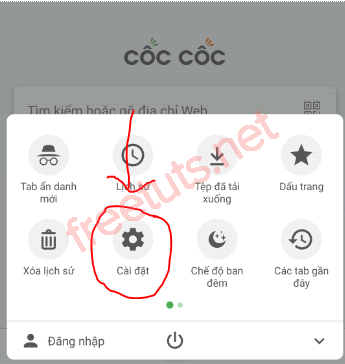 CỐC CỐC
Tìm kiếm hoặc gõ địa chỉ Web
Tab ẩn danh mới
Lịch sử
Tệp đã tải xuống
Dấu trang
Xóa lịch sử
Cài đặt
Chế độ ban đêm
Các tab gần đây
Đăng nhập
freetuts.net